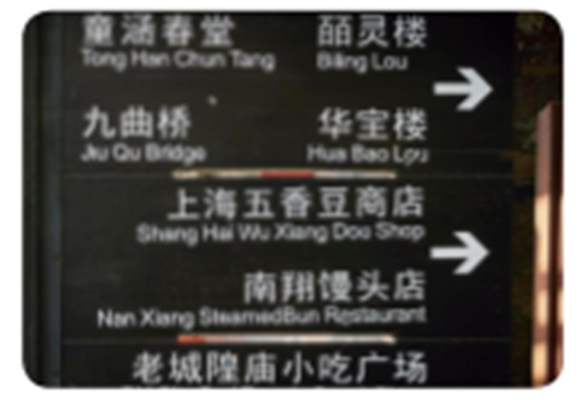 童涵春堂 皕灵楼
Tong Han Chun Tang Biling Lou
九曲桥 华宝楼
Jiu Qu Bridge Hua Bao Lou
上海五香豆商店
Shang Hai Wu Xiang Dou Shop
南翔馒头店
Nan Xiang SteamedBun Restaurant
老城隍庙小吃广场